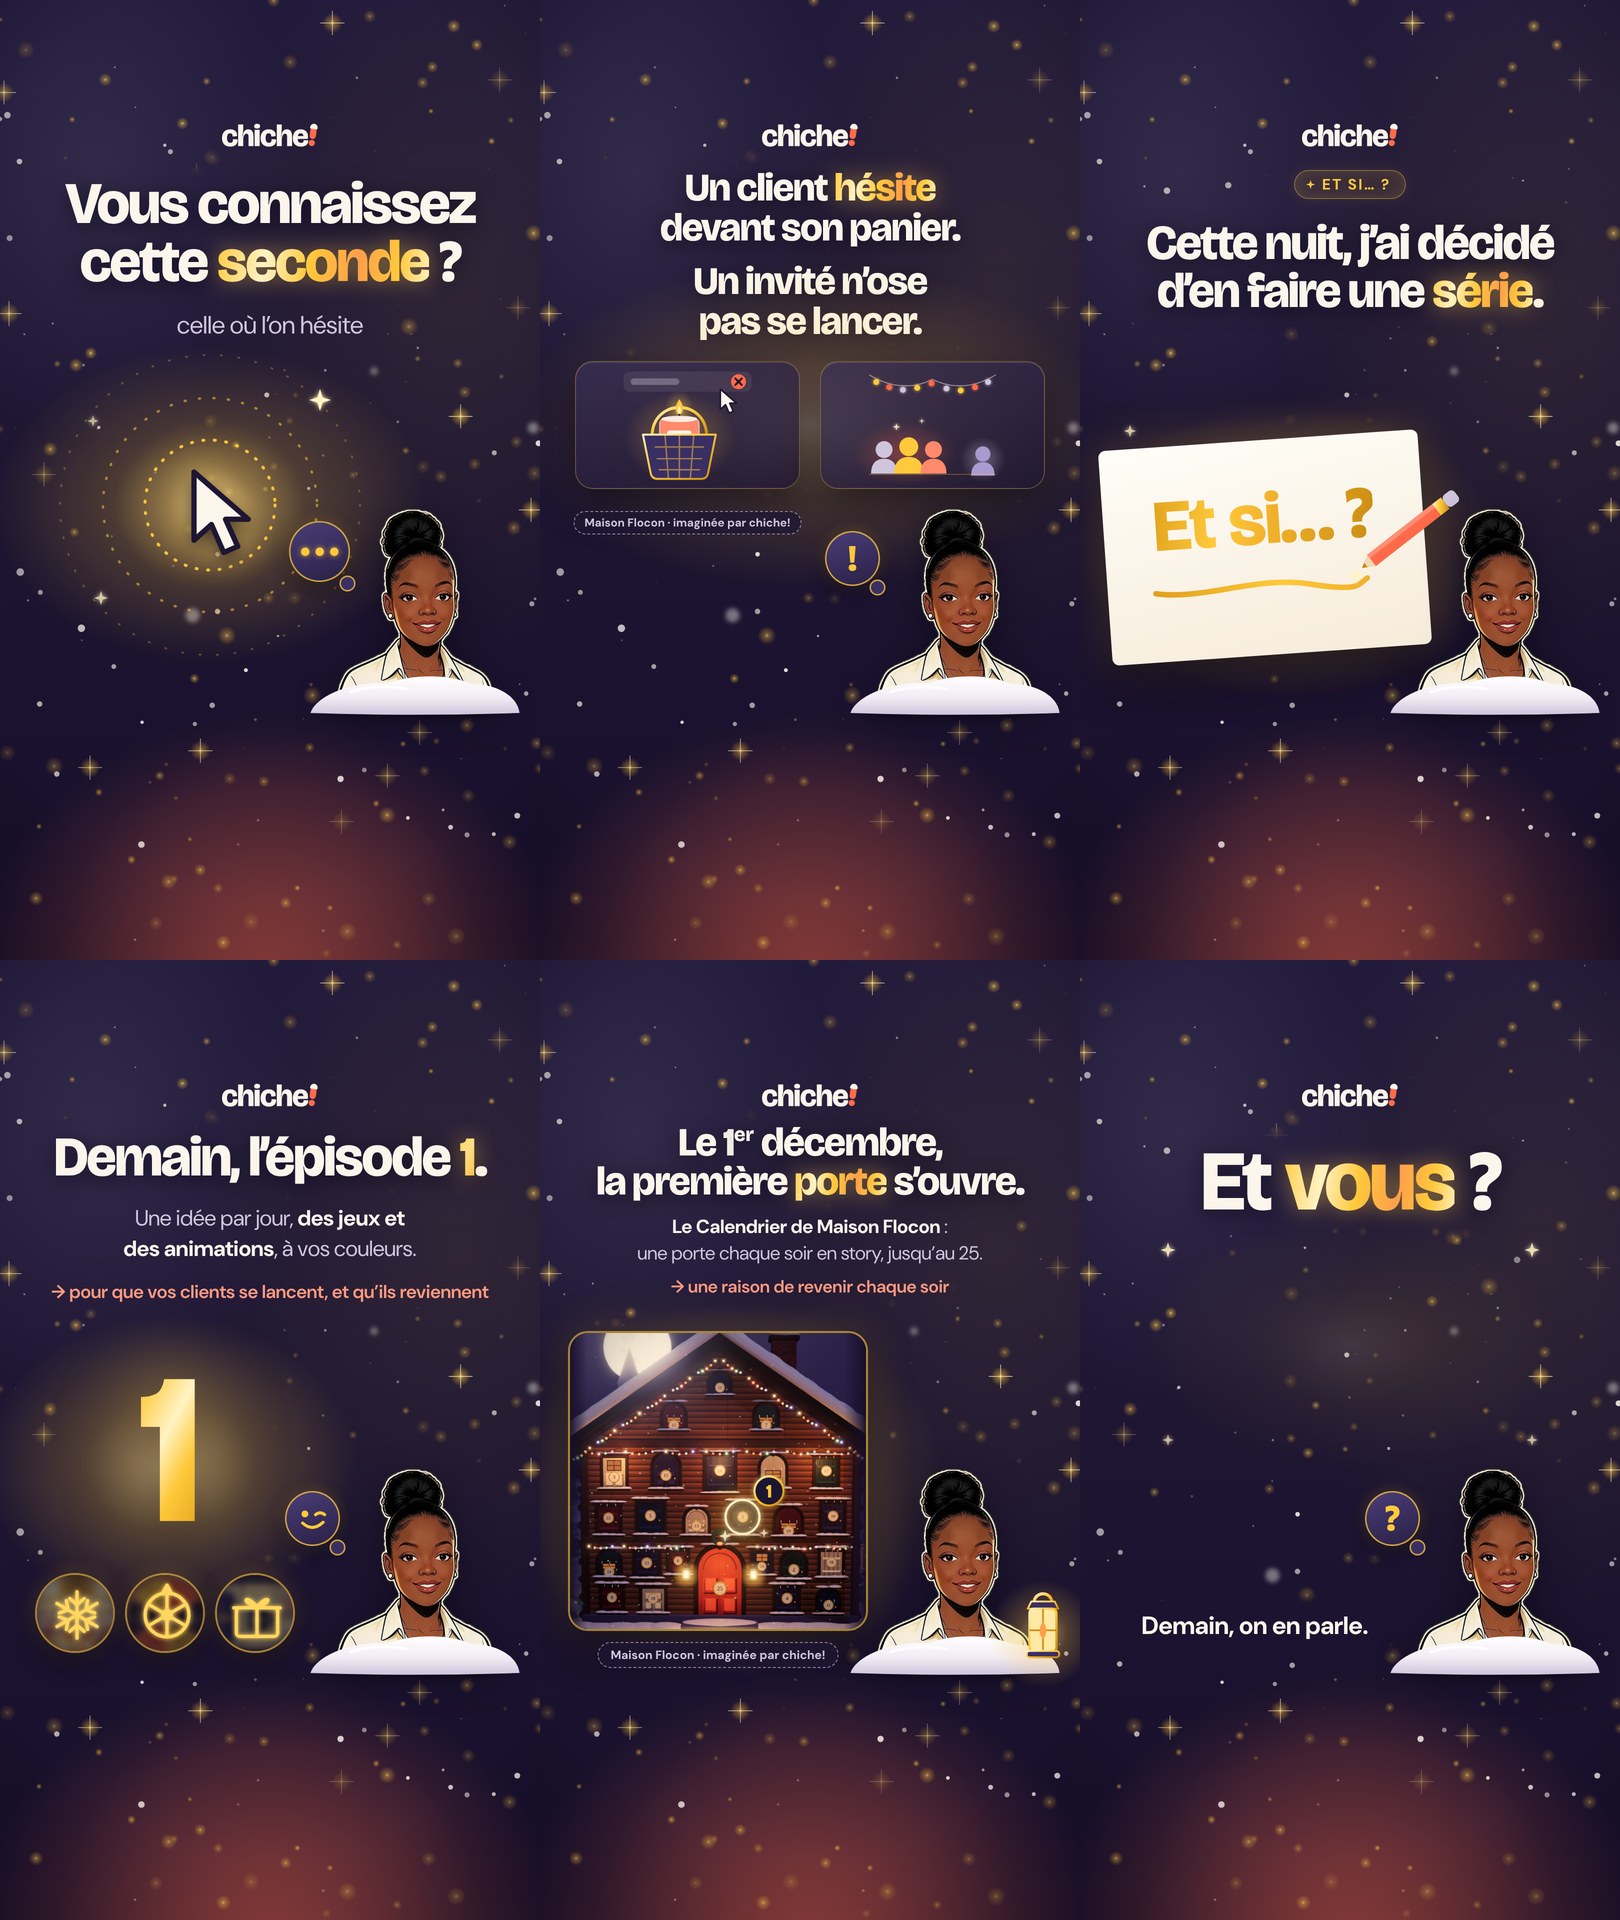 chiche!
Vous connaissez
cette seconde ?
celle où l'on hésite
chiche!
Un client hésite
devant son panier.
Un invité n'ose
pas se lancer.
Maison Flocon · imaginée par chiche!
!
chiche!
+ ET SI... ?
Cette nuit, j'ai décidé
d'en faire une série.
Et si... ?
chiche!
Demain, l'épisode 1.
Une idée par jour, des jeux et
des animations, à vos couleurs.
→ pour que vos clients se lancent, et qu'ils reviennent
1
chiche!
Le 1er décembre,
la première porte s'ouvre.
Le Calendrier de Maison Flocon :
une porte chaque soir en story, jusqu'au 25.
→ une raison de revenir chaque soir
1
Maison Flocon · imaginée par chiche!
chiche!
Et vous ?
?
Demain, on en parle.